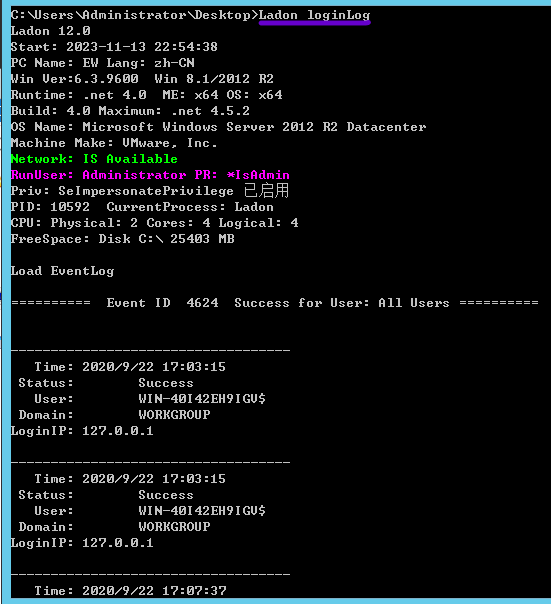 C:\Users\Administrator\Desktop>Ladon loginLog
Ladon 12.0
Start: 2023-11-13 22:54:38
PC Name: EW Lang: zh-CN
Win Ver:6.3.9600  Win 8.1/2012 R2
Runtime: .net 4.0  ME: x64 OS: x64
Build: 4.0 Maximum: .net 4.5.2
OS Name: Microsoft Windows Server 2012 R2 Datacenter
Machine Make: VMware, Inc.
Network: IS Available
RunUser: Administrator PR: *IsAdmin
Priv: SeImpersonatePrivilege 已启用
PID: 10592  CurrentProcess: Ladon
CPU: Physical: 2 Cores: 4 Logical: 4
FreeSpace: Disk C:\ 25403 MB
Load EventLog
==========  Event ID  4624  Success for User: All Users ==========
-----------------------------------
Time: 2020/9/22 17:03:15
Status:        Success
User:        WIN-40I42EH9IGV$
Domain:        WORKGROUP
LoginIP: 127.0.0.1
-----------------------------------
Time: 2020/9/22 17:03:15
Status:        Success
User:        WIN-40I42EH9IGV$
Domain:        WORKGROUP
LoginIP: 127.0.0.1
-----------------------------------
Time: 2020/9/22 17:07:37